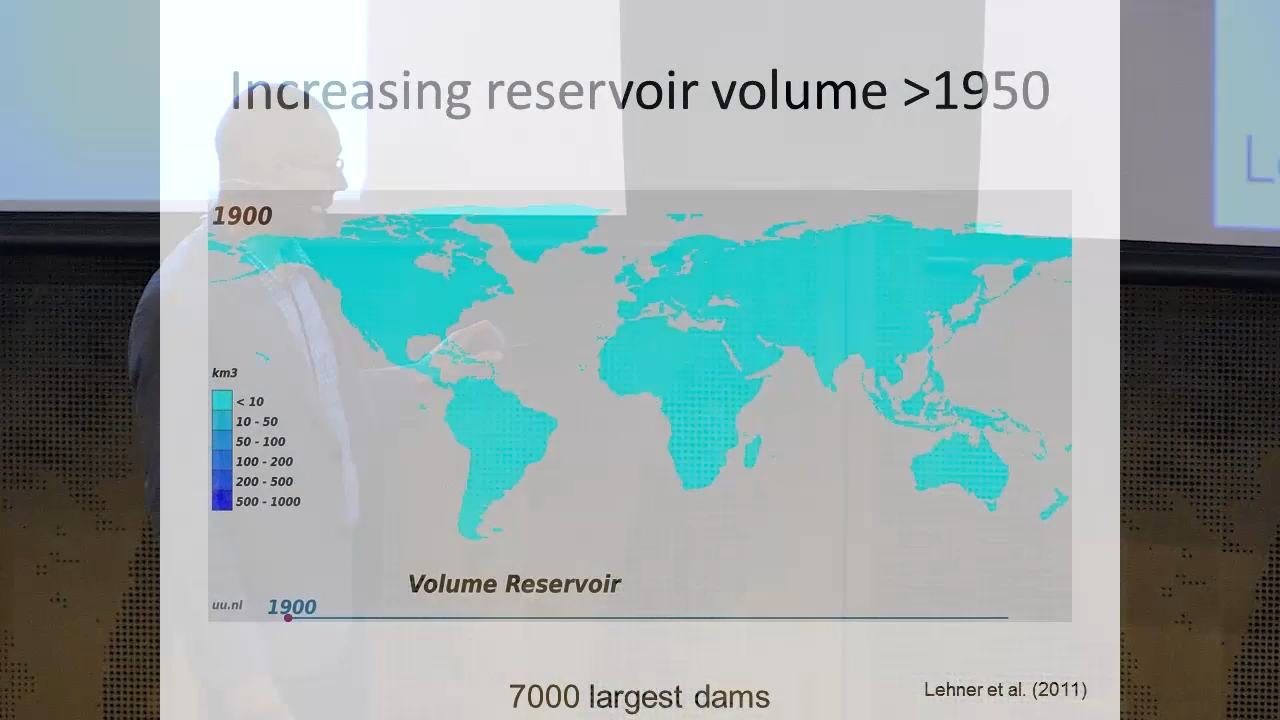 Increasing reservoir volume >1950
1900
km3
< 10
10 - 50
50 - 100
100 - 200
200 - 500
500 - 1000
Volume Reservoir
uu.nl
1900
7000 largest dams
Lehner et al. (2011)